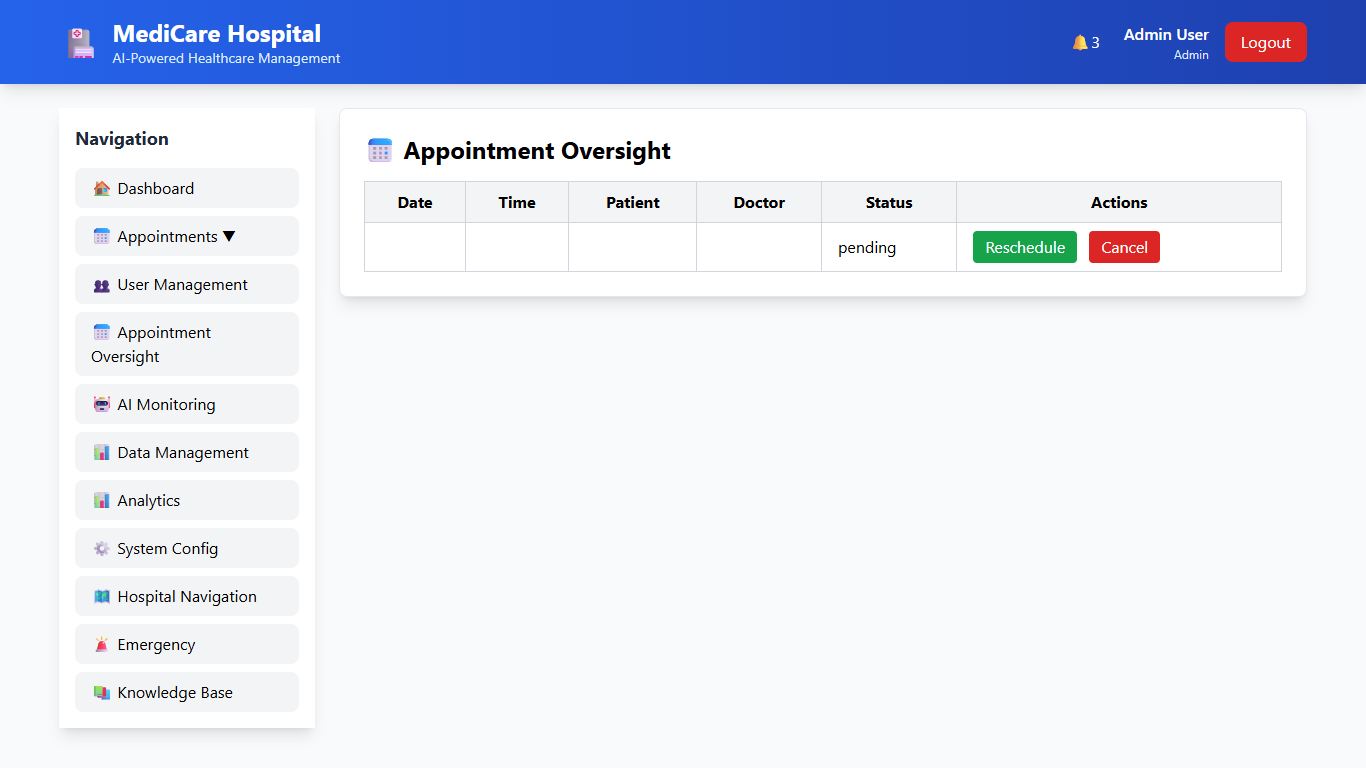 MediCare Hospital
AI-Powered Healthcare Management
3
Admin User
Admin
Logout
Navigation
Dashboard
Appointments ▼
User Management
Appointment
Oversight
AI Monitoring
Data Management
Analytics
System Config
Hospital Navigation
Emergency
Knowledge Base
Appointment Oversight
Date Time Patient Doctor Status Actions
pending Reschedule Cancel